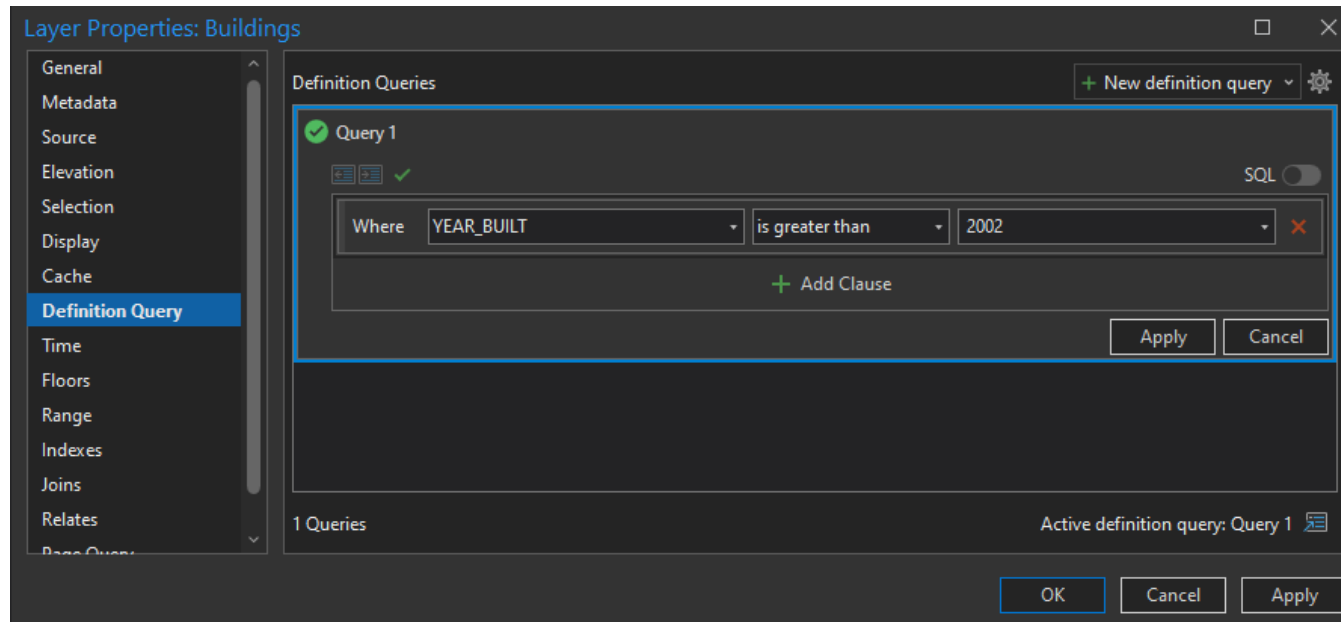 Layer Properties: Buildings
General
Metadata
Source
Elevation
Selection
Display
Cache
Definition Query
Time
Floors
Range
Indexes
Joins
Relates
Page Query
Definition Queries
New definition query
Query 1
SQL
Where YEAR_BUILT is greater than 2002
Add Clause
Apply Cancel
1 Queries
Active definition query: Query 1
OK Cancel Apply